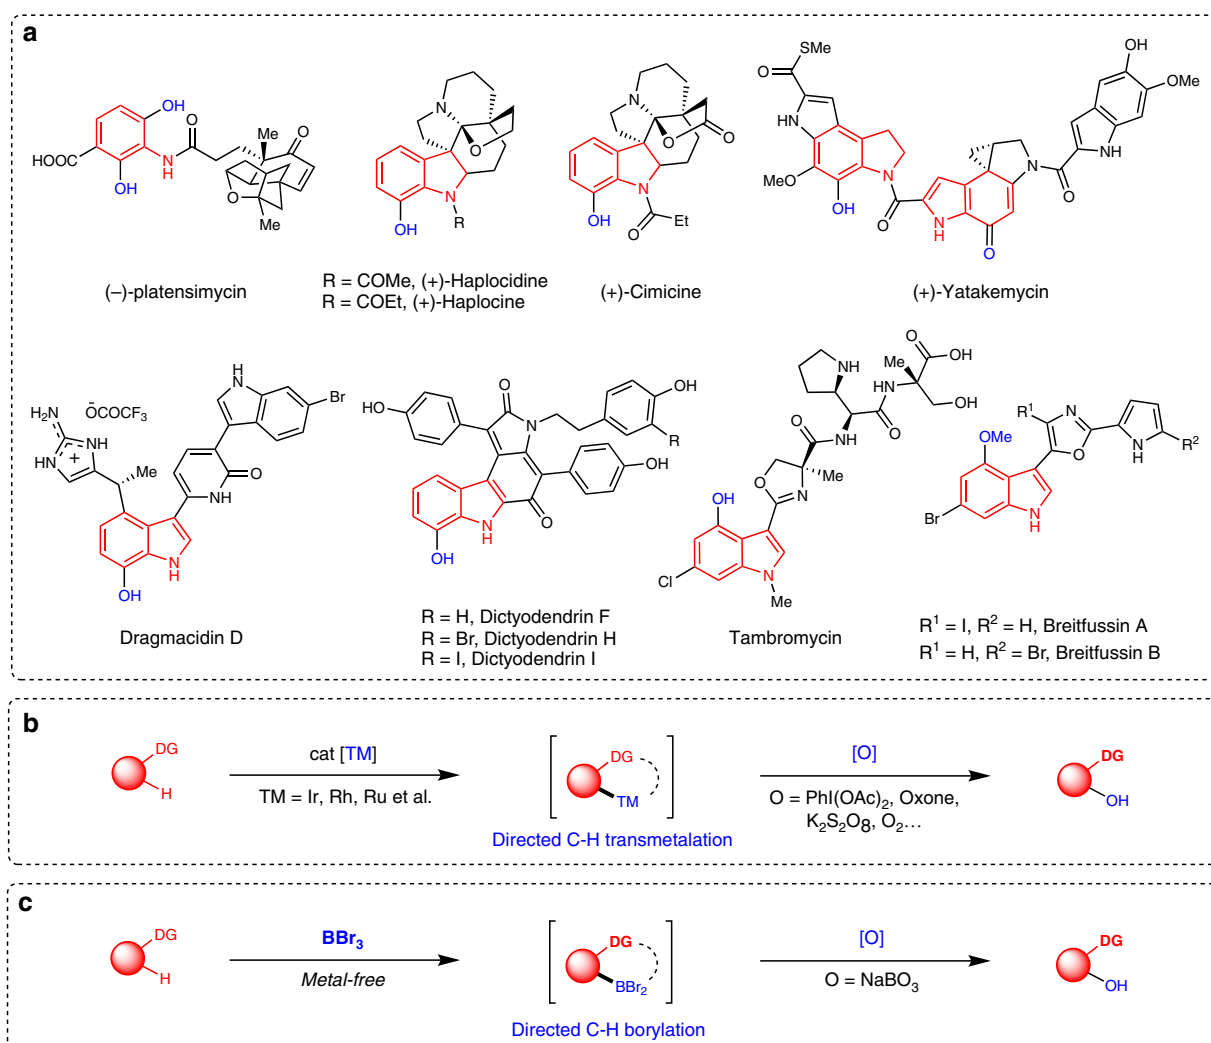 a
OH
O
HOOC
N
H
OH
Me
O
O
Me
(–)-platensimycin
N
O
N
R
OH
R = COMe, (+)-Haplocidine
R = COEt, (+)-Haplocine
N
O
O
OH
N
O
Et
(+)-Cimicine
SMe
O
HN
MeO
OH
N
O
N
H
O
N
O
NH
OH
OMe
(+)-Yatakemycin
H
N
Br
H2N
⁻OCOCF3
NH
HN
+
Me
O
NH
N
H
OH
Dragmacidin D
HO
O
N
OH
R
OH
O
N
H
OH
R = H, Dictyodendrin F
R = Br, Dictyodendrin H
R = I, Dictyodendrin I
NH
HN
O
Me
O
OH
OH
O
NH
O
Me
O
N
OH
Cl
N
Me
Tambromycin
R1
N
OMe
O
N
H
R2
Br
N
H
R1 = I, R2 = H, Breitfussin A
R1 = H, R2 = Br, Breitfussin B
b
DG
H
cat [TM]
TM = Ir, Rh, Ru et al.
DG
TM
Directed C-H transmetalation
[O]
O = PhI(OAc)2, Oxone,
K2S2O8, O2…
DG
OH
c
DG
H
BBr3
Metal-free
DG
BBr2
Directed C-H borylation
[O]
O = NaBO3
DG
OH